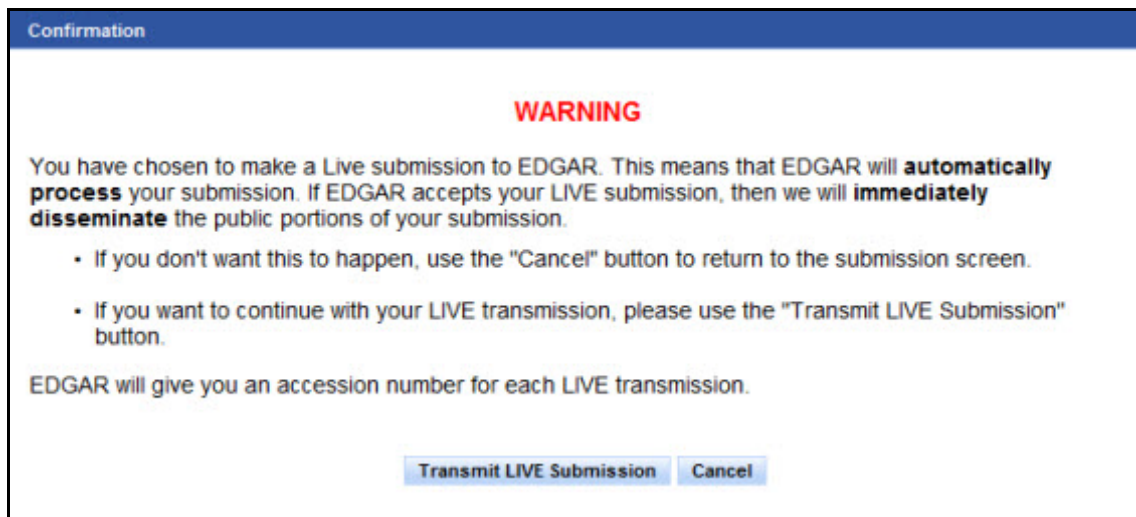 Confirmation
WARNING
You have chosen to make a Live submission to EDGAR. This means that EDGAR will automatically
process your submission. If EDGAR accepts your LIVE submission, then we will immediately
disseminate the public portions of your submission.
• If you don't want this to happen, use the "Cancel" button to return to the submission screen.
• If you want to continue with your LIVE transmission, please use the "Transmit LIVE Submission"
button.
EDGAR will give you an accession number for each LIVE transmission.
Transmit LIVE Submission Cancel